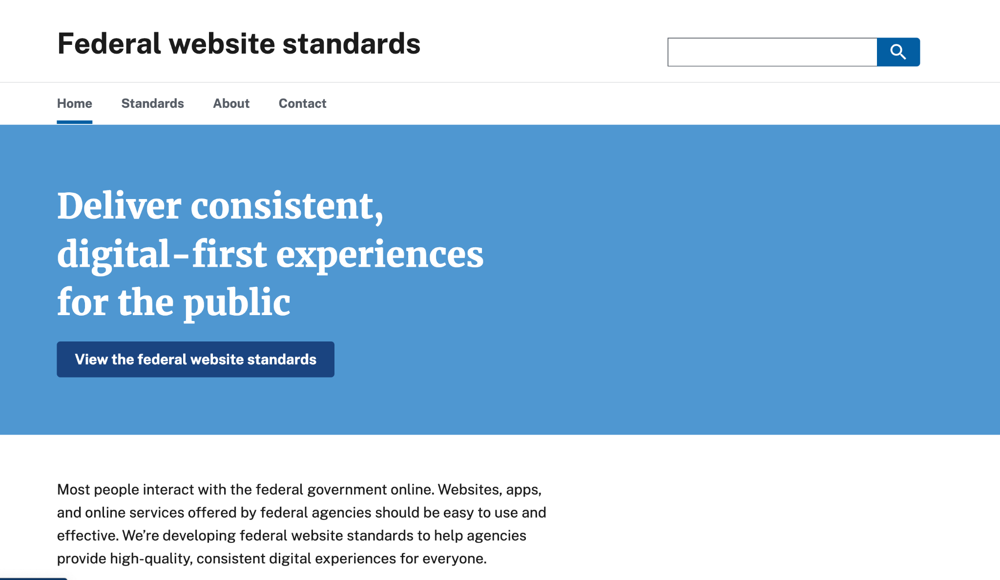 Federal website standards
Home Standards About Contact
Deliver consistent,
digital-first experiences
for the public
View the federal website standards
Most people interact with the federal government online. Websites, apps,
and online services offered by federal agencies should be easy to use and
effective. We’re developing federal website standards to help agencies
provide high-quality, consistent digital experiences for everyone.